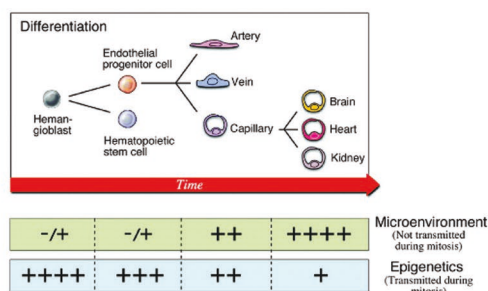 Differentiation
Endothelial
progenitor cell
Heman-
gioblast
Hematopoietic
stem cell
Artery
Vein
Capillary
Brain
Heart
Kidney
Time
-/+ -/+ ++ ++++
Microenvironment
(Not transmitted
during mitosis)
++++ +++ ++ +
Epigenetics
(Transmitted during
mitosis)